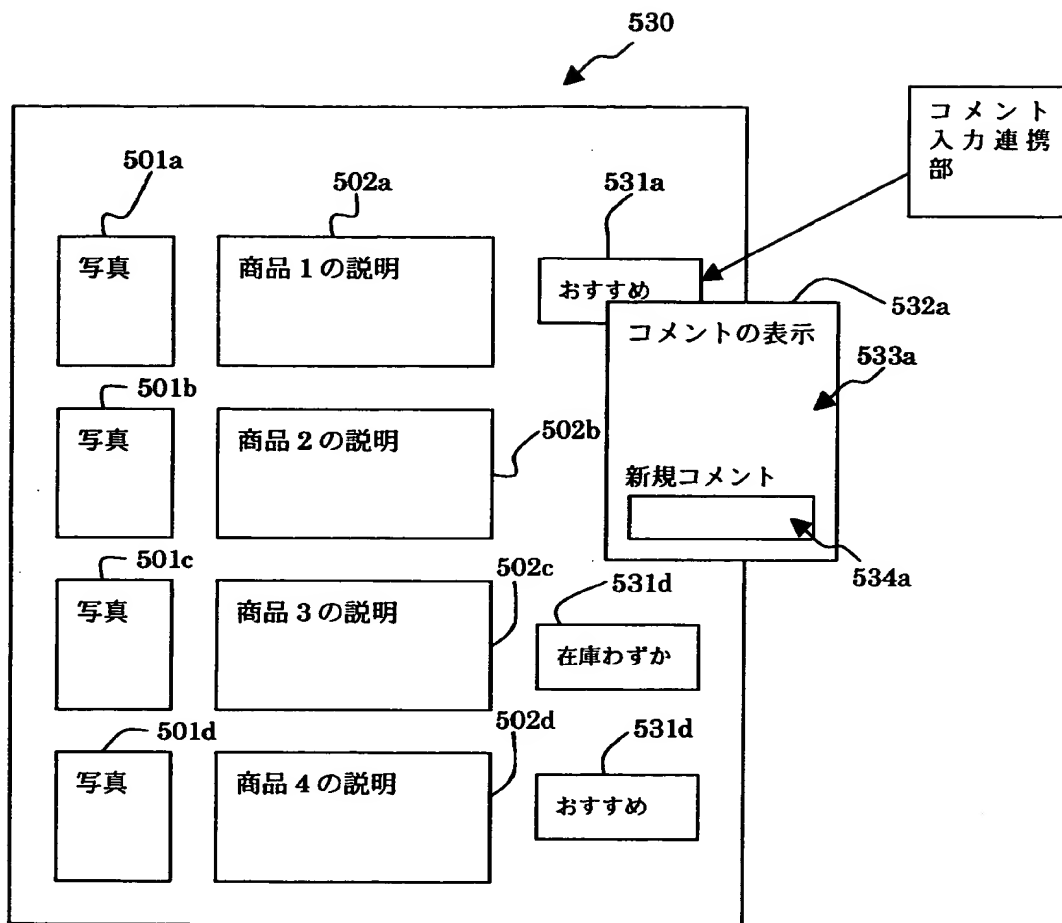 530
コメント
入力連携
部
501a
502a
531a
写真
商品1の説明
おすすめ
532a
コメントの表示
533a
501b
写真
商品2の説明
502b
新規コメント
534a
501c
502c
531d
写真
商品3の説明
在庫わずか
501d
502d
531d
写真
商品4の説明
おすすめ